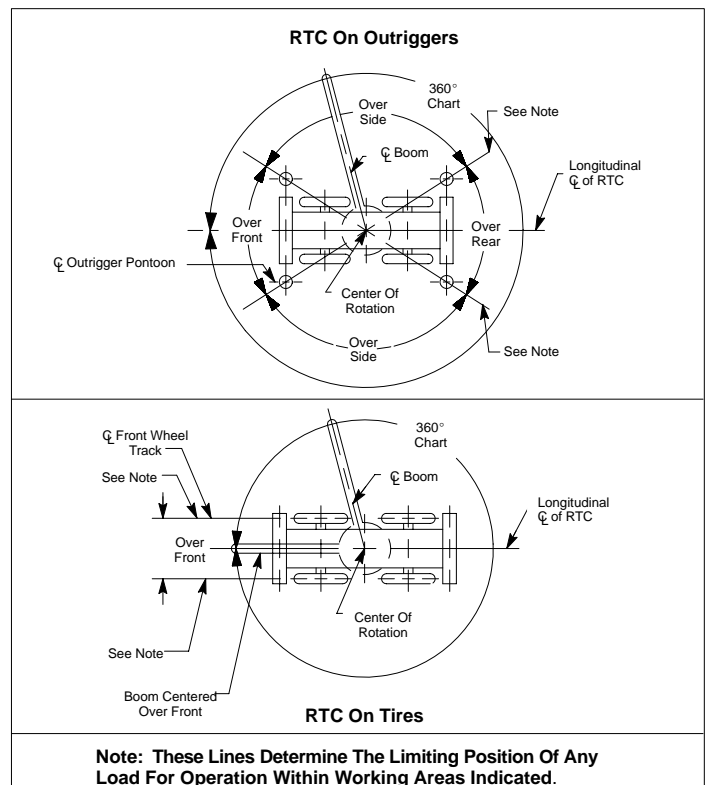 RTC On Outriggers
360°
Chart
Over
Side
See Note
℄ Boom
Longitudinal
℄ of RTC
Over
Front
Over
Rear
℄ Outrigger Pontoon
Center Of
Rotation
Over
Side
See Note
℄ Front Wheel
Track
360°
Chart
See Note
℄ Boom
Longitudinal
℄ of RTC
Over
Front
Center Of
Rotation
See Note
Boom Centered
Over Front
RTC On Tires
Note: These Lines Determine The Limiting Position Of Any
Load For Operation Within Working Areas Indicated.